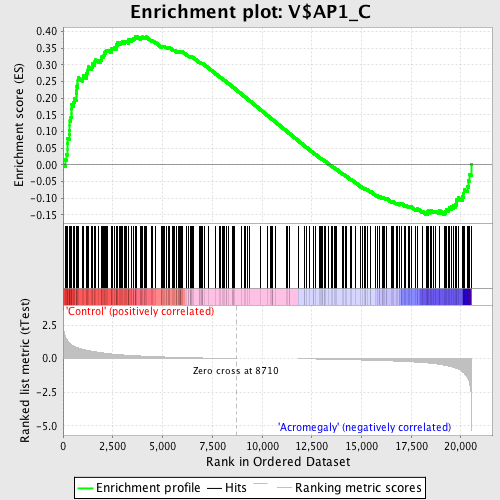 Enrichment plot: V$AP1_C
Enrichment score (ES)
0.40
0.35
0.30
0.25
0.20
0.15
0.10
0.05
0.00
-0.05
-0.10
-0.15
'Control' (positively correlated)
Ranked list metric (tTest)
2.5
0.0
-2.5
-5.0
Zero cross at 8710
'Acromegaly' (negatively correlated)
0 2,500 5,000 7,500 10,000 12,500 15,000 17,500 20,000
Rank in Ordered Dataset
Enrichment profile Hits Ranking metric scores